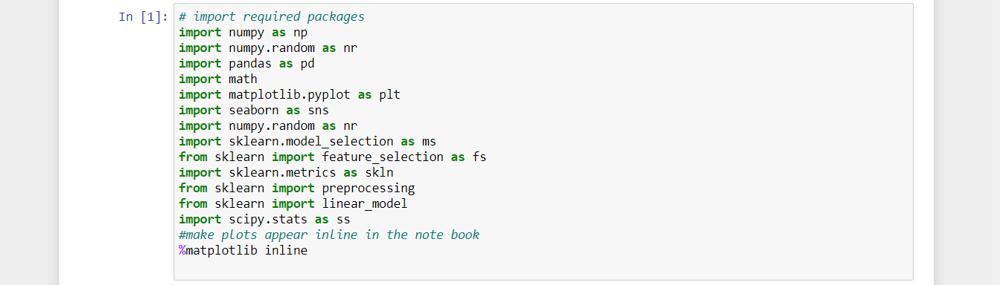 In [1]: # import required packages
import numpy as np
import numpy.random as nr
import pandas as pd
import math
import matplotlib.pyplot as plt
import seaborn as sns
import numpy.random as nr
import sklearn.model_selection as ms
from sklearn import feature_selection as fs
import sklearn.metrics as skln
from sklearn import preprocessing
from sklearn import linear_model
import scipy.stats as ss
#make plots appear inline in the note book
%matplotlib inline